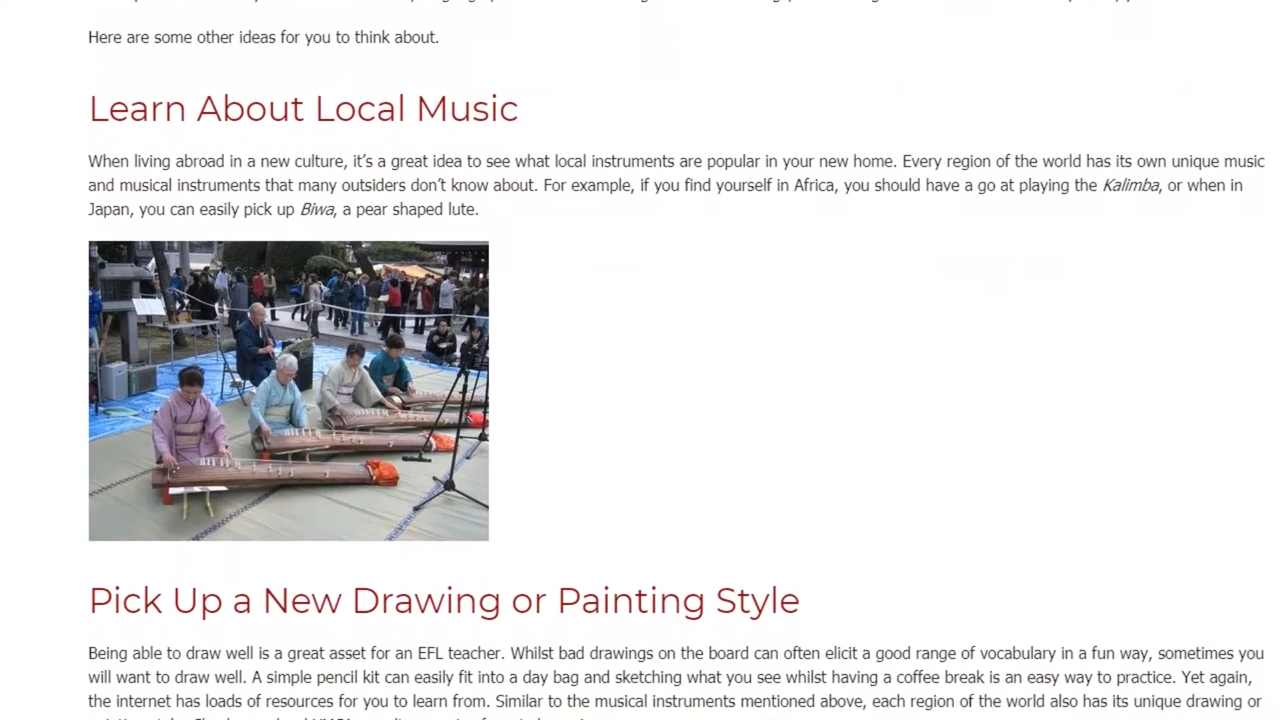 Here are some other ideas for you to think about.
Learn About Local Music
When living abroad in a new culture, it's a great idea to see what local instruments are popular in your new home. Every region of the world has its own unique music
and musical instruments that many outsiders don't know about. For example, if you find yourself in Africa, you should have a go at playing the Kalimba, or when in
Japan, you can easily pick up Biwa, a pear shaped lute.
Pick Up a New Drawing or Painting Style
Being able to draw well is a great asset for an EFL teacher. Whilst bad drawings on the board can often elicit a good range of vocabulary in a fun way, sometimes you
will want to draw well. A simple pencil kit can easily fit into a day bag and sketching what you see whilst having a coffee break is an easy way to practice. Yet again,
the internet has loads of resources for you to learn from. Similar to the musical instruments mentioned above, each region of the world also has its unique drawing or